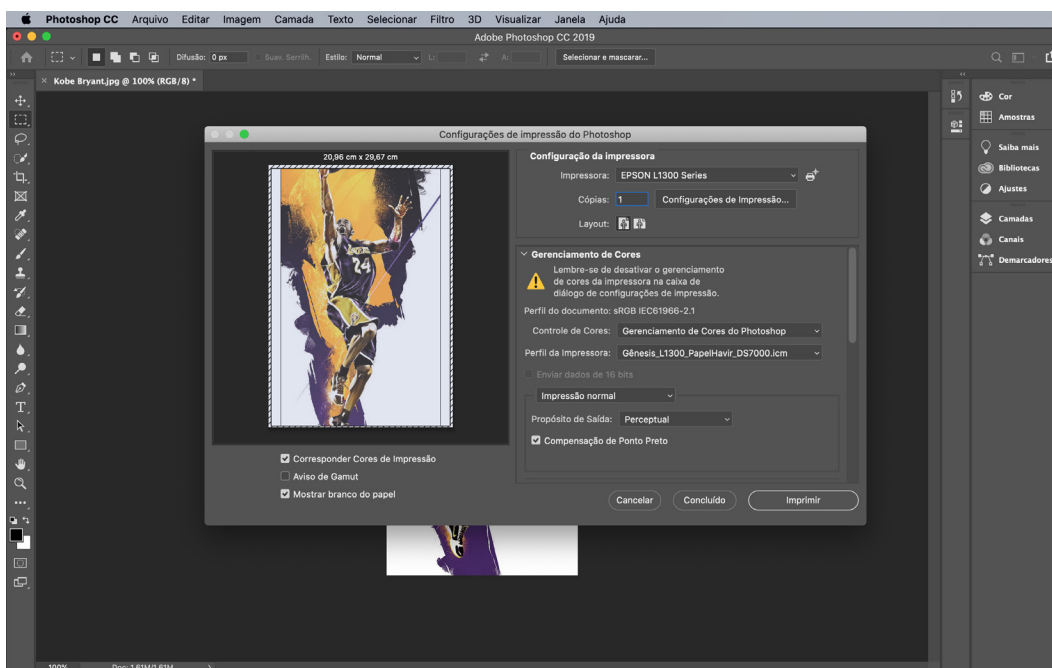 Photoshop CC Arquivo Editar Imagem Camada Texto Selecionar Filtro 3D Visualizar Janela Ajuda
Adobe Photoshop CC 2019
Difusão: 0 px Suav. Serrilh. Estilo: Normal L: A: Selecionar e mascarar...
× Kobe Bryant.jpg @ 100% (RGB/8) *
Configurações de impressão do Photoshop
20,96 cm x 29,67 cm
24
Corresponder Cores de Impressão
Aviso de Gamut
Mostrar branco do papel
Configuração da impressora
Impressora: EPSON L1300 Series
Cópias: 1 Configurações de Impressão...
Layout:
Gerenciamento de Cores
Lembre-se de desativar o gerenciamento
de cores da impressora na caixa de
diálogo de configurações de impressão.
Perfil do documento: sRGB IEC61966-2.1
Controle de Cores: Gerenciamento de Cores do Photoshop
Perfil da Impressora: Gênesis_L1300_PapelHavir_DS7000.icm
Enviar dados de 16 bits
Impressão normal
Propósito de Saída: Perceptual
Compensação de Ponto Preto
Cancelar Concluído Imprimir
Cor
Amostras
Saiba mais
Bibliotecas
Ajustes
Camadas
Canais
Demarcadores
100% Doc: 1,61M/1,61M